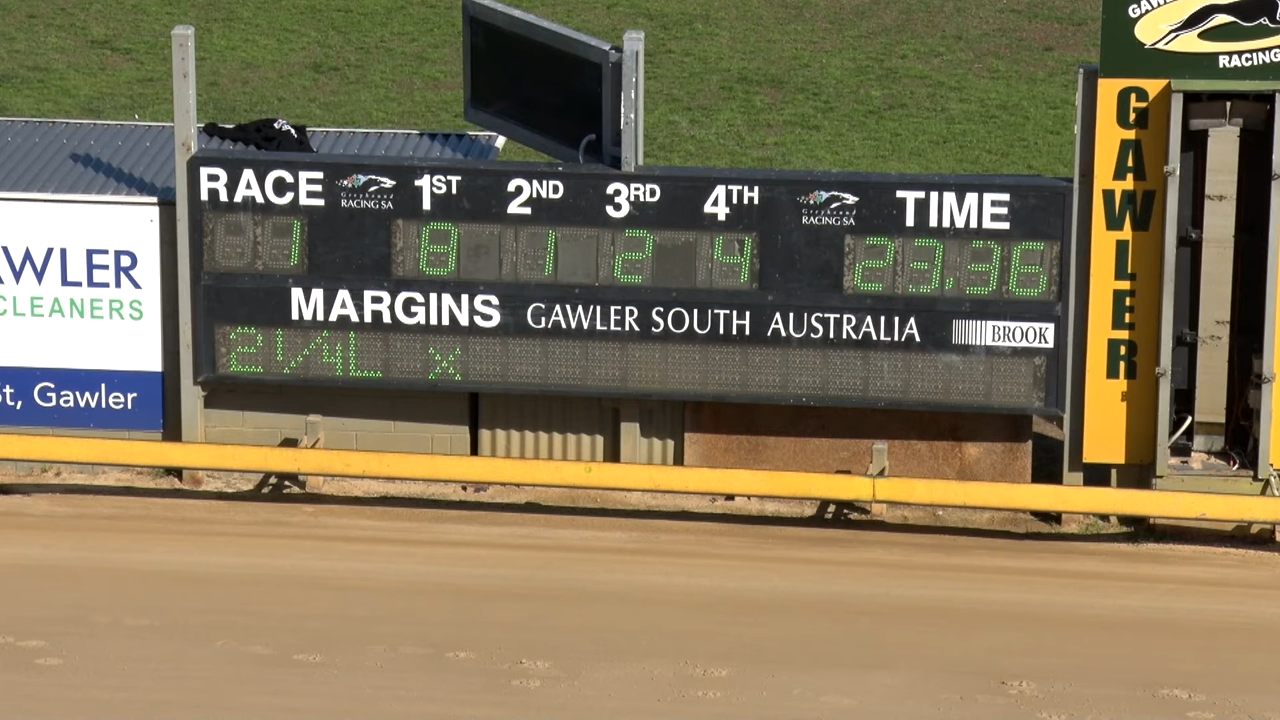 GAWLER
RACING
RACE 1ST 2ND 3RD 4TH TIME
Greyhound
RACING SA
Greyhound
RACING SA
1 8 1 2 4 23.36
MARGINS GAWLER SOUTH AUSTRALIA BROOK
2 1/4L x
AWLER
CLEANERS
St, Gawler